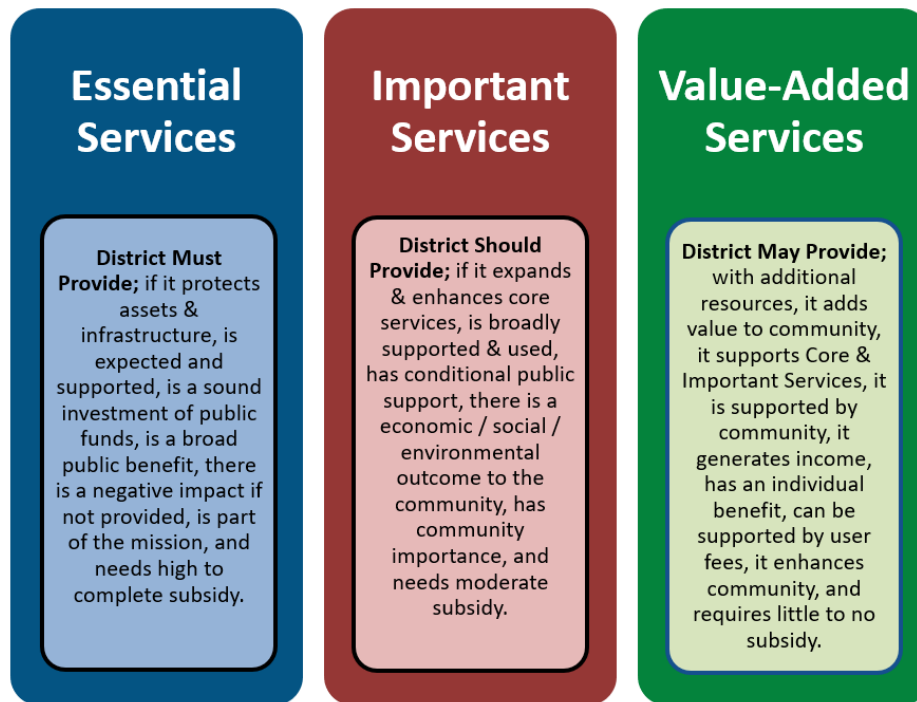 Essential
Services
District Must
Provide; if it protects
assets &
infrastructure, is
expected and
supported, is a sound
investment of public
funds, is a broad
public benefit, there
is a negative impact if
not provided, is part
of the mission, and
needs high to
complete subsidy.
Important
Services
District Should
Provide; if it expands
& enhances core
services, is broadly
supported & used,
has conditional public
support, there is a
economic / social /
environmental
outcome to the
community, has
community
importance, and
needs moderate
subsidy.
Value-Added
Services
District May Provide;
with additional
resources, it adds
value to community,
it supports Core &
Important Services, it
is supported by
community, it
generates income,
has an individual
benefit, can be
supported by user
fees, it enhances
community, and
requires little to no
subsidy.